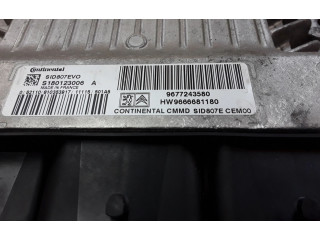 Continental
SID807EVO
S180123006 A
MADE IN FRANCE
9677243580
HW9666681180
CONTINENTAL CMMD SID807E CEM00